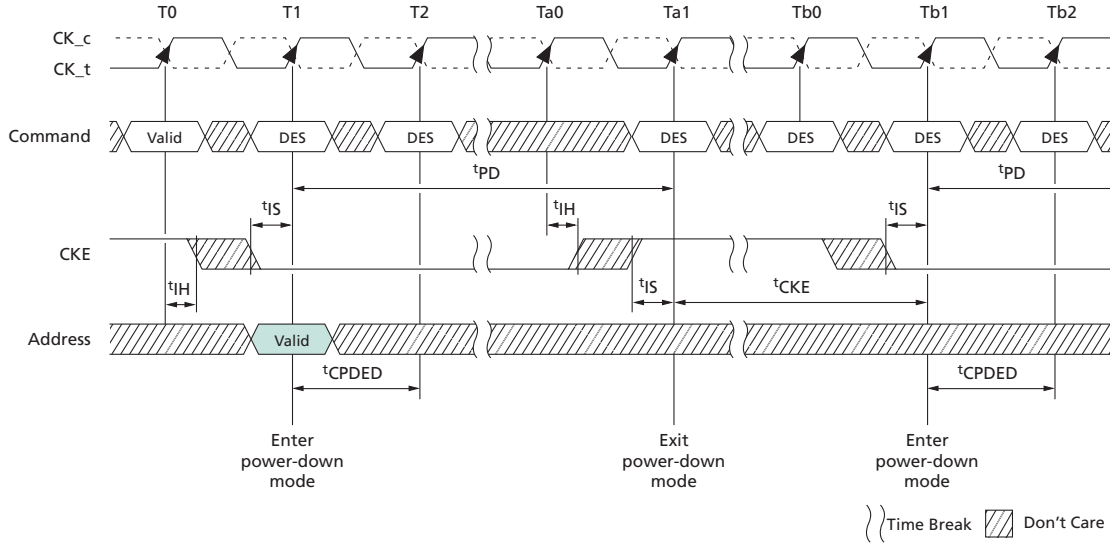 T0 T1 T2 Ta0 Ta1 Tb0 Tb1 Tb2
CK_c
CK_t
Command Valid DES DES DES DES DES DES
tPD tPD
tIS tIH tIS
CKE
tIH tIS tCKE
Address Valid
tCPDED tCPDED
Enter
power-down
mode
Exit
power-down
mode
Enter
power-down
mode
Time Break Don't Care